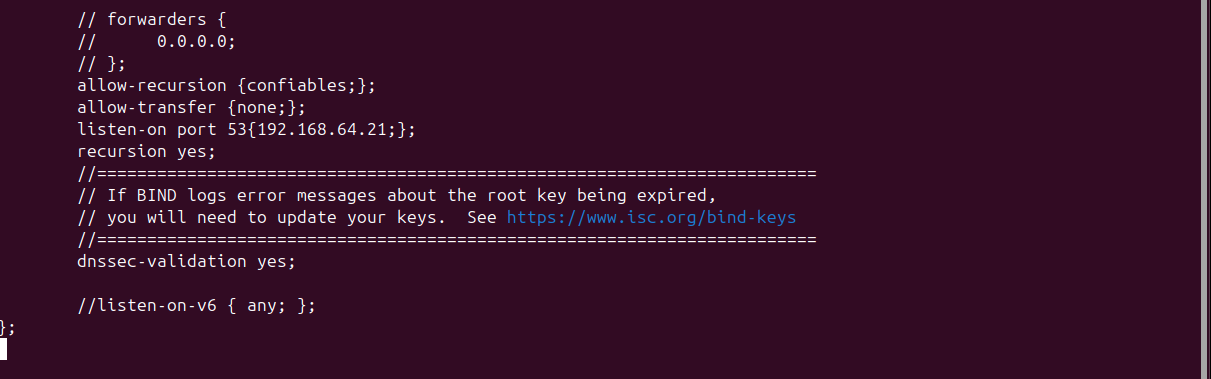 // forwarders {
//      0.0.0.0;
// };
allow-recursion {confiables;};
allow-transfer {none;};
listen-on port 53{192.168.64.21;};
recursion yes;
//========================================================================
// If BIND logs error messages about the root key being expired,
// you will need to update your keys.  See https://www.isc.org/bind-keys
//========================================================================
dnssec-validation yes;
//listen-on-v6 { any; };
};